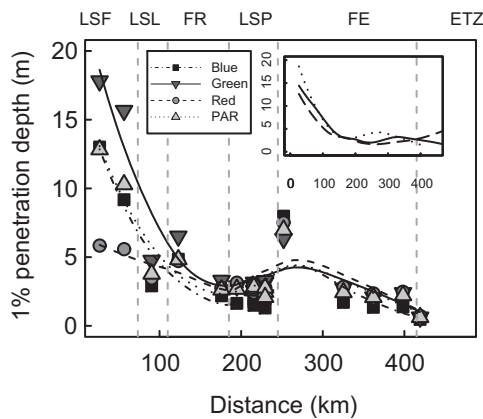 LSF LSL FR LSP FE ETZ
20
15
10
5
0
1% penetration depth (m)
Blue
Green
Red
PAR
20
15
10
5
0
0 100 200 300 400
100 200 300 400
Distance (km)